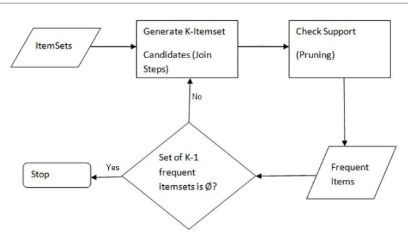 ItemSets
Generate K-Itemset
Candidates (Join
Steps)
Check Support
(Pruning)
No
Set of K-1
frequent
itemsets is Ø?
Yes
Stop
Frequent
Items